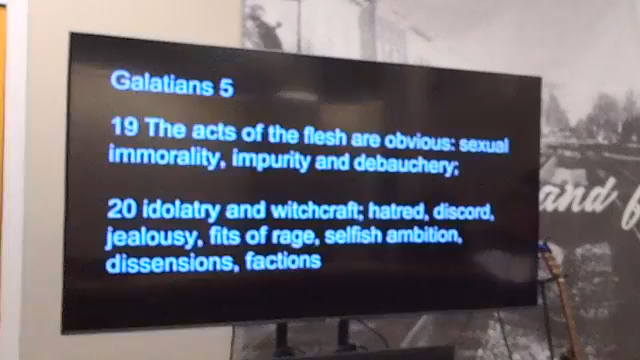 Galatians 5
19 The acts of the flesh are obvious: sexual
immorality, impurity and debauchery;
20 idolatry and witchcraft; hatred, discord,
jealousy, fits of rage, selfish ambition,
dissensions, factions
and